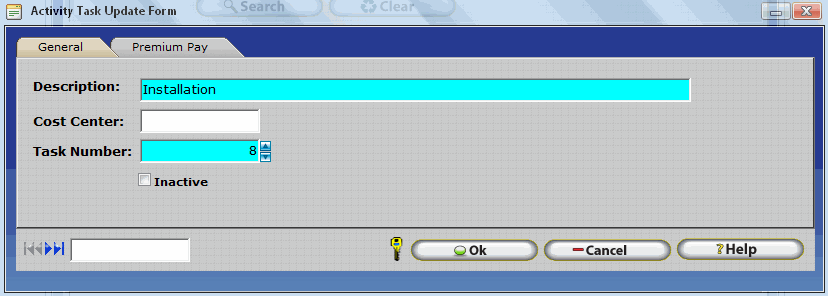 Search Clear
Activity Task Update Form
General Premium Pay
Description: Installation
Cost Center:
Task Number: 8
Inactive
Ok Cancel ?Help